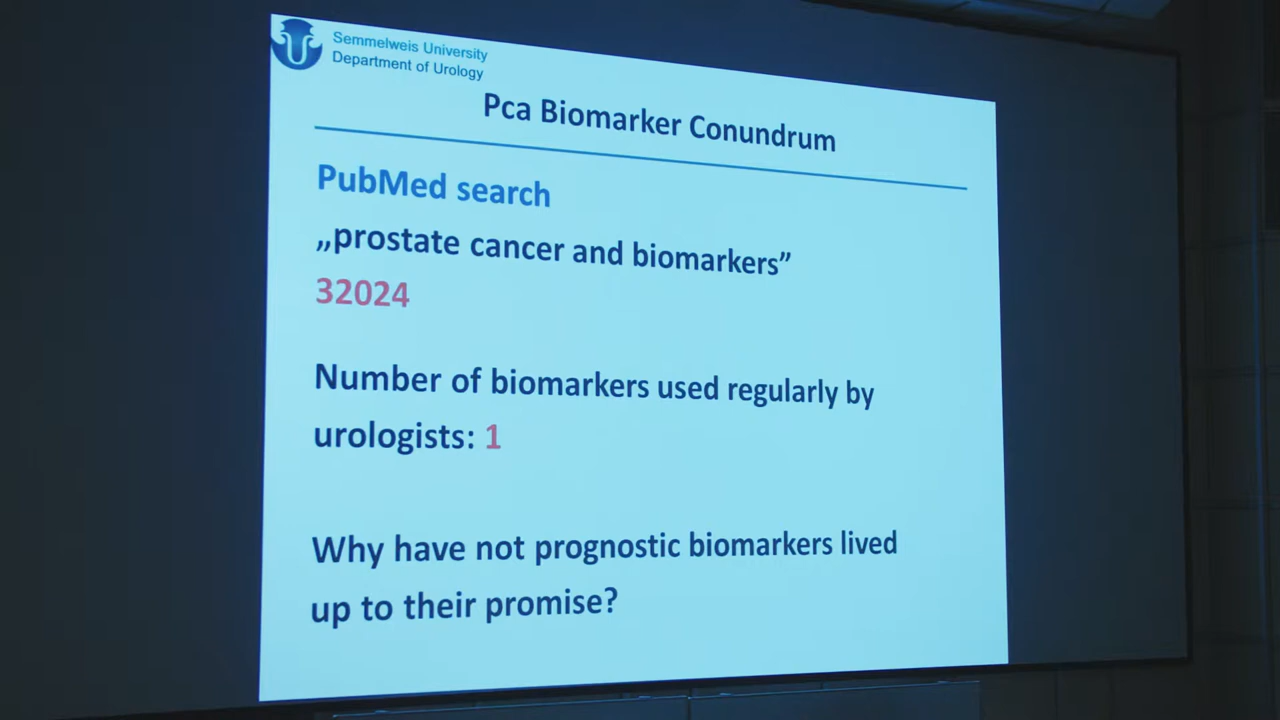 Semmelweis University
Department of Urology
Pca Biomarker Conundrum
PubMed search
„prostate cancer and biomarkers”
32024
Number of biomarkers used regularly by
urologists: 1
Why have not prognostic biomarkers lived
up to their promise?